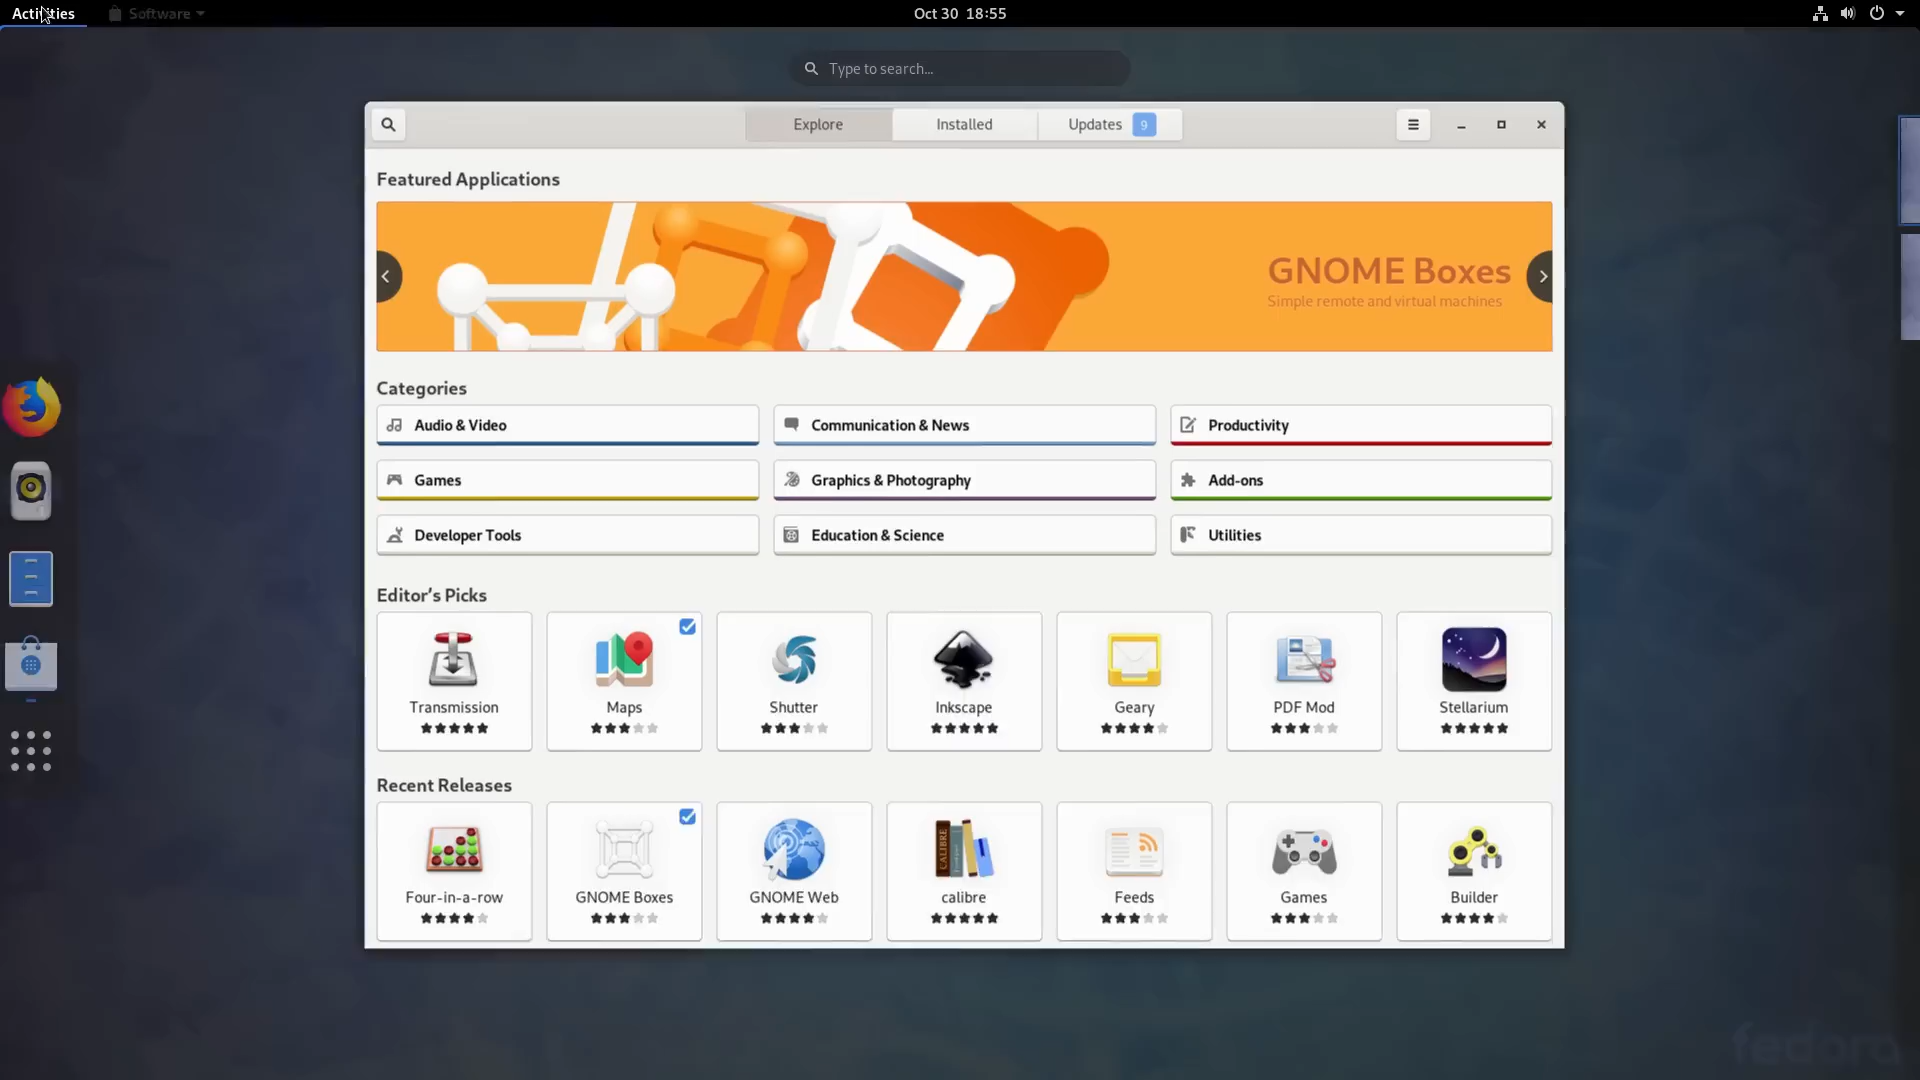 Activities
Software
Oct 30 18:55
Type to search...
Explore
Installed
Updates 9
Featured Applications
GNOME Boxes
Simple remote and virtual machines
Categories
Audio & Video
Communication & News
Productivity
Games
Graphics & Photography
Add-ons
Developer Tools
Education & Science
Utilities
Editor's Picks
Transmission
Maps
Shutter
Inkscape
Geary
PDF Mod
Stellarium
Recent Releases
CALIBRE
Four-in-a-row
GNOME Boxes
GNOME Web
calibre
Feeds
Games
Builder
fedora